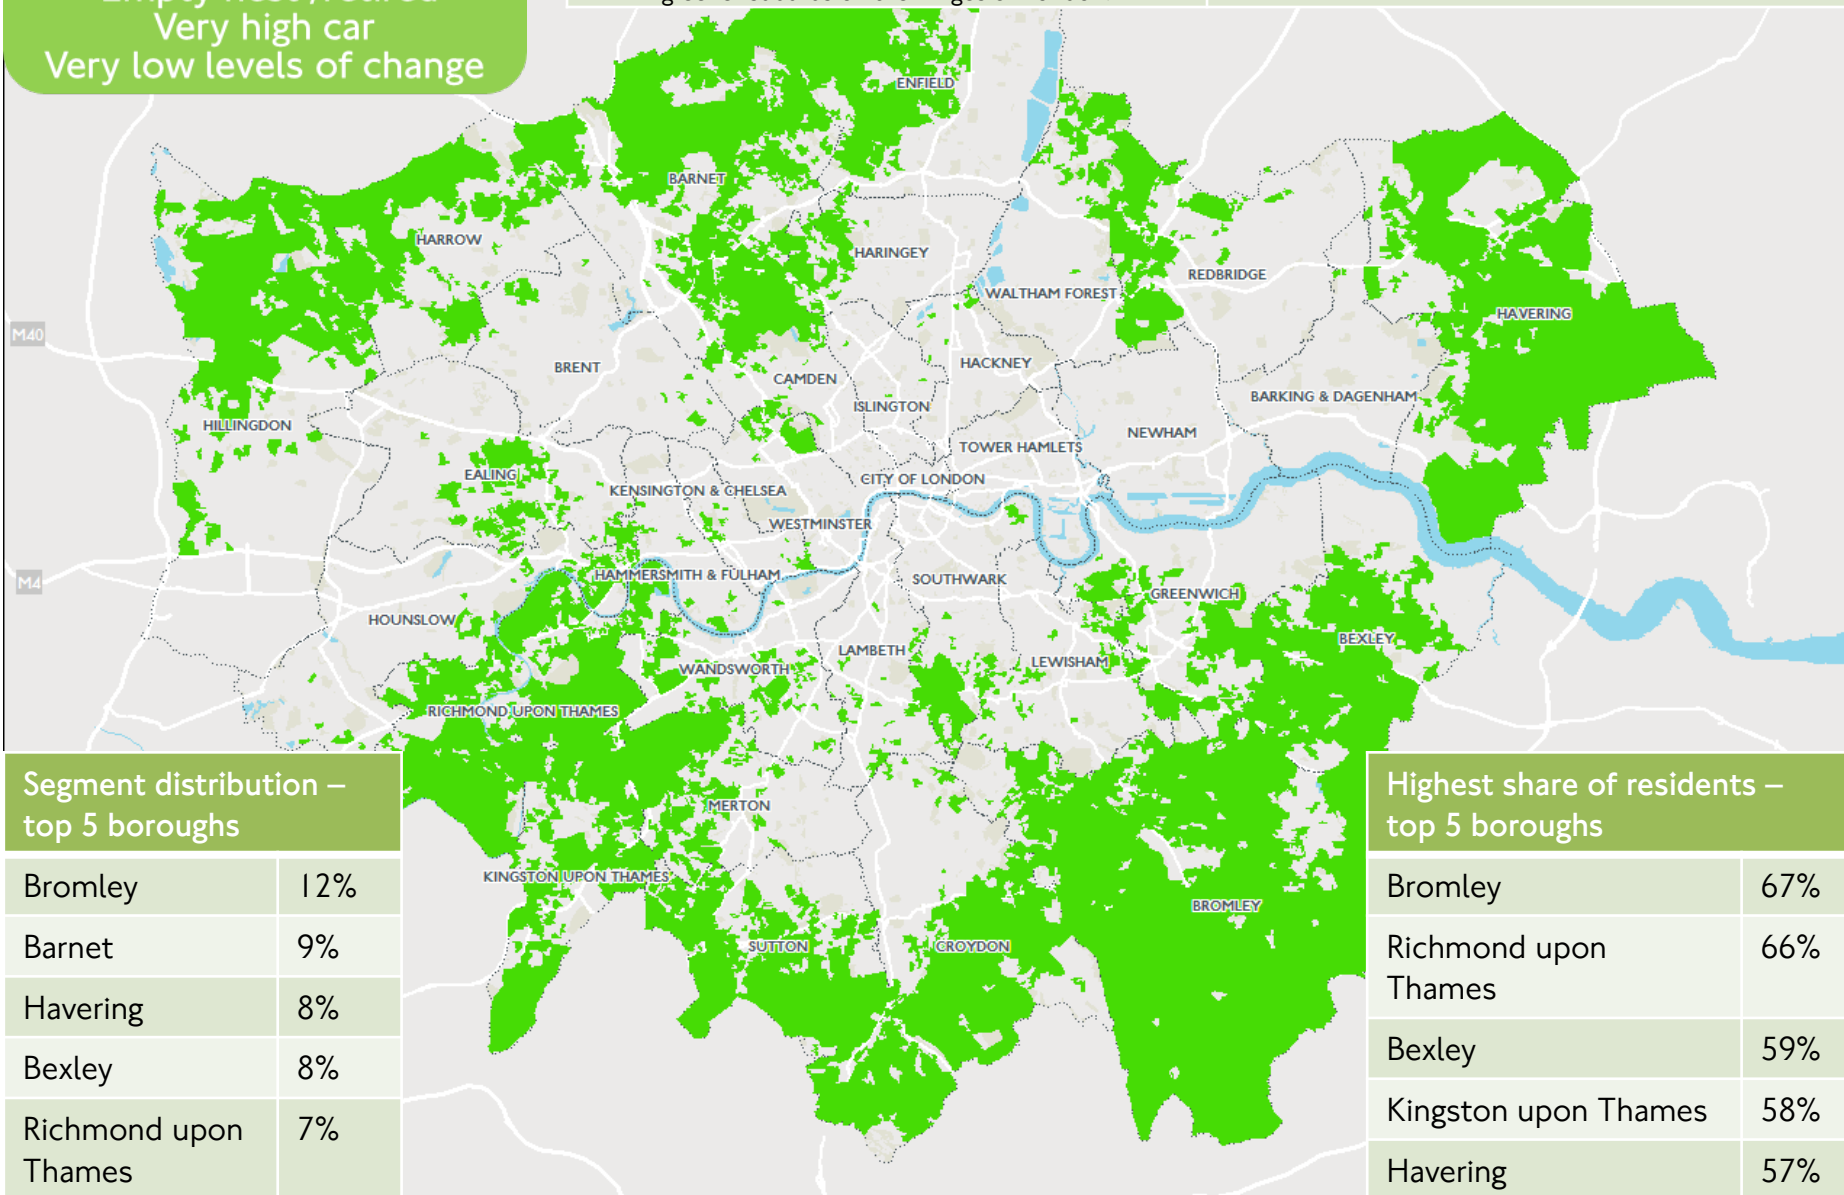 Very high car
Very low levels of change
ENFIELD
BARNET
HARROW
HARINGEY
REDBRIDGE
WALTHAM FOREST
HAVERING
M40
BRENT
HACKNEY
CAMDEN
BARKING & DAGENHAM
ISLINGTON
HILLINGDON
NEWHAM
TOWER HAMLETS
EALING
CITY OF LONDON
KENSINGTON & CHELSEA
WESTMINSTER
M4
HAMMERSMITH & FULHAM
SOUTHWARK
GREENWICH
HOUNSLOW
BEXLEY
LAMBETH
LEWISHAM
WANDSWORTH
RICHMOND UPON THAMES
MERTON
KINGSTON UPON THAMES
BROMLEY
SUTTON
CROYDON
Segment distribution –
top 5 boroughs
Bromley 12%
Barnet 9%
Havering 8%
Bexley 8%
Richmond upon 7%
Thames
Highest share of residents –
top 5 boroughs
Bromley 67%
Richmond upon 66%
Thames
Bexley 59%
Kingston upon Thames 58%
Havering 57%